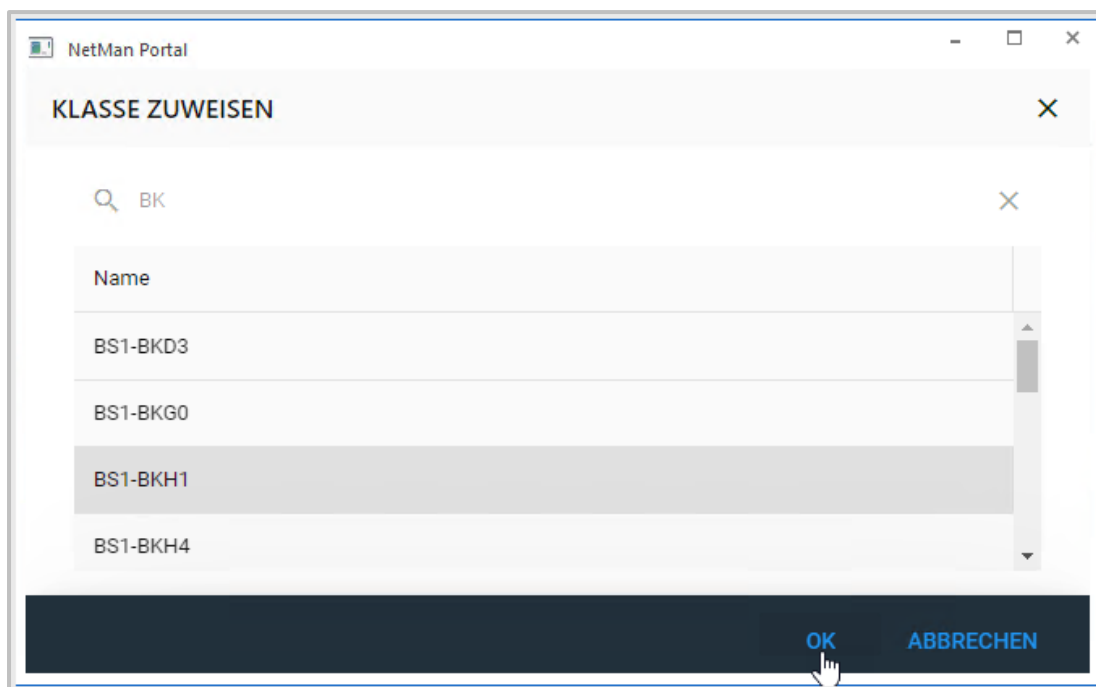 NetMan Portal
KLASSE ZUWEISEN
BK
Name
BS1-BKD3
BS1-BKG0
BS1-BKH1
BS1-BKH4
OK ABBRECHEN